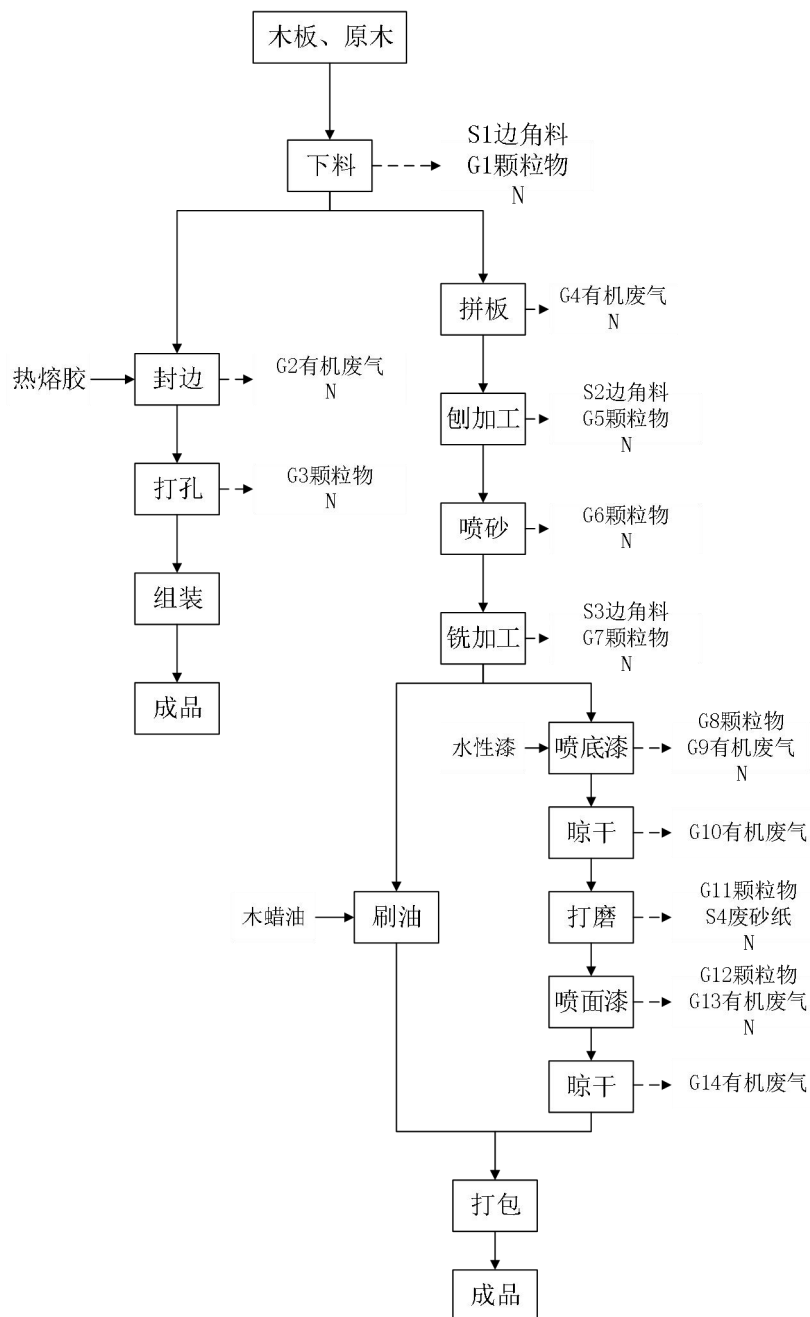 木板、原木
下料
S1边角料
G1颗粒物
N
拼板
G4有机废气
N
热熔胶
封边
G2有机废气
N
刨加工
S2边角料
G5颗粒物
N
打孔
G3颗粒物
N
喷砂
G6颗粒物
N
组装
铣加工
S3边角料
G7颗粒物
N
成品
水性漆
喷底漆
G8颗粒物
G9有机废气
N
晾干
G10有机废气
木蜡油
刷油
打磨
G11颗粒物
S4废砂纸
N
喷面漆
G12颗粒物
G13有机废气
N
晾干
G14有机废气
打包
成品